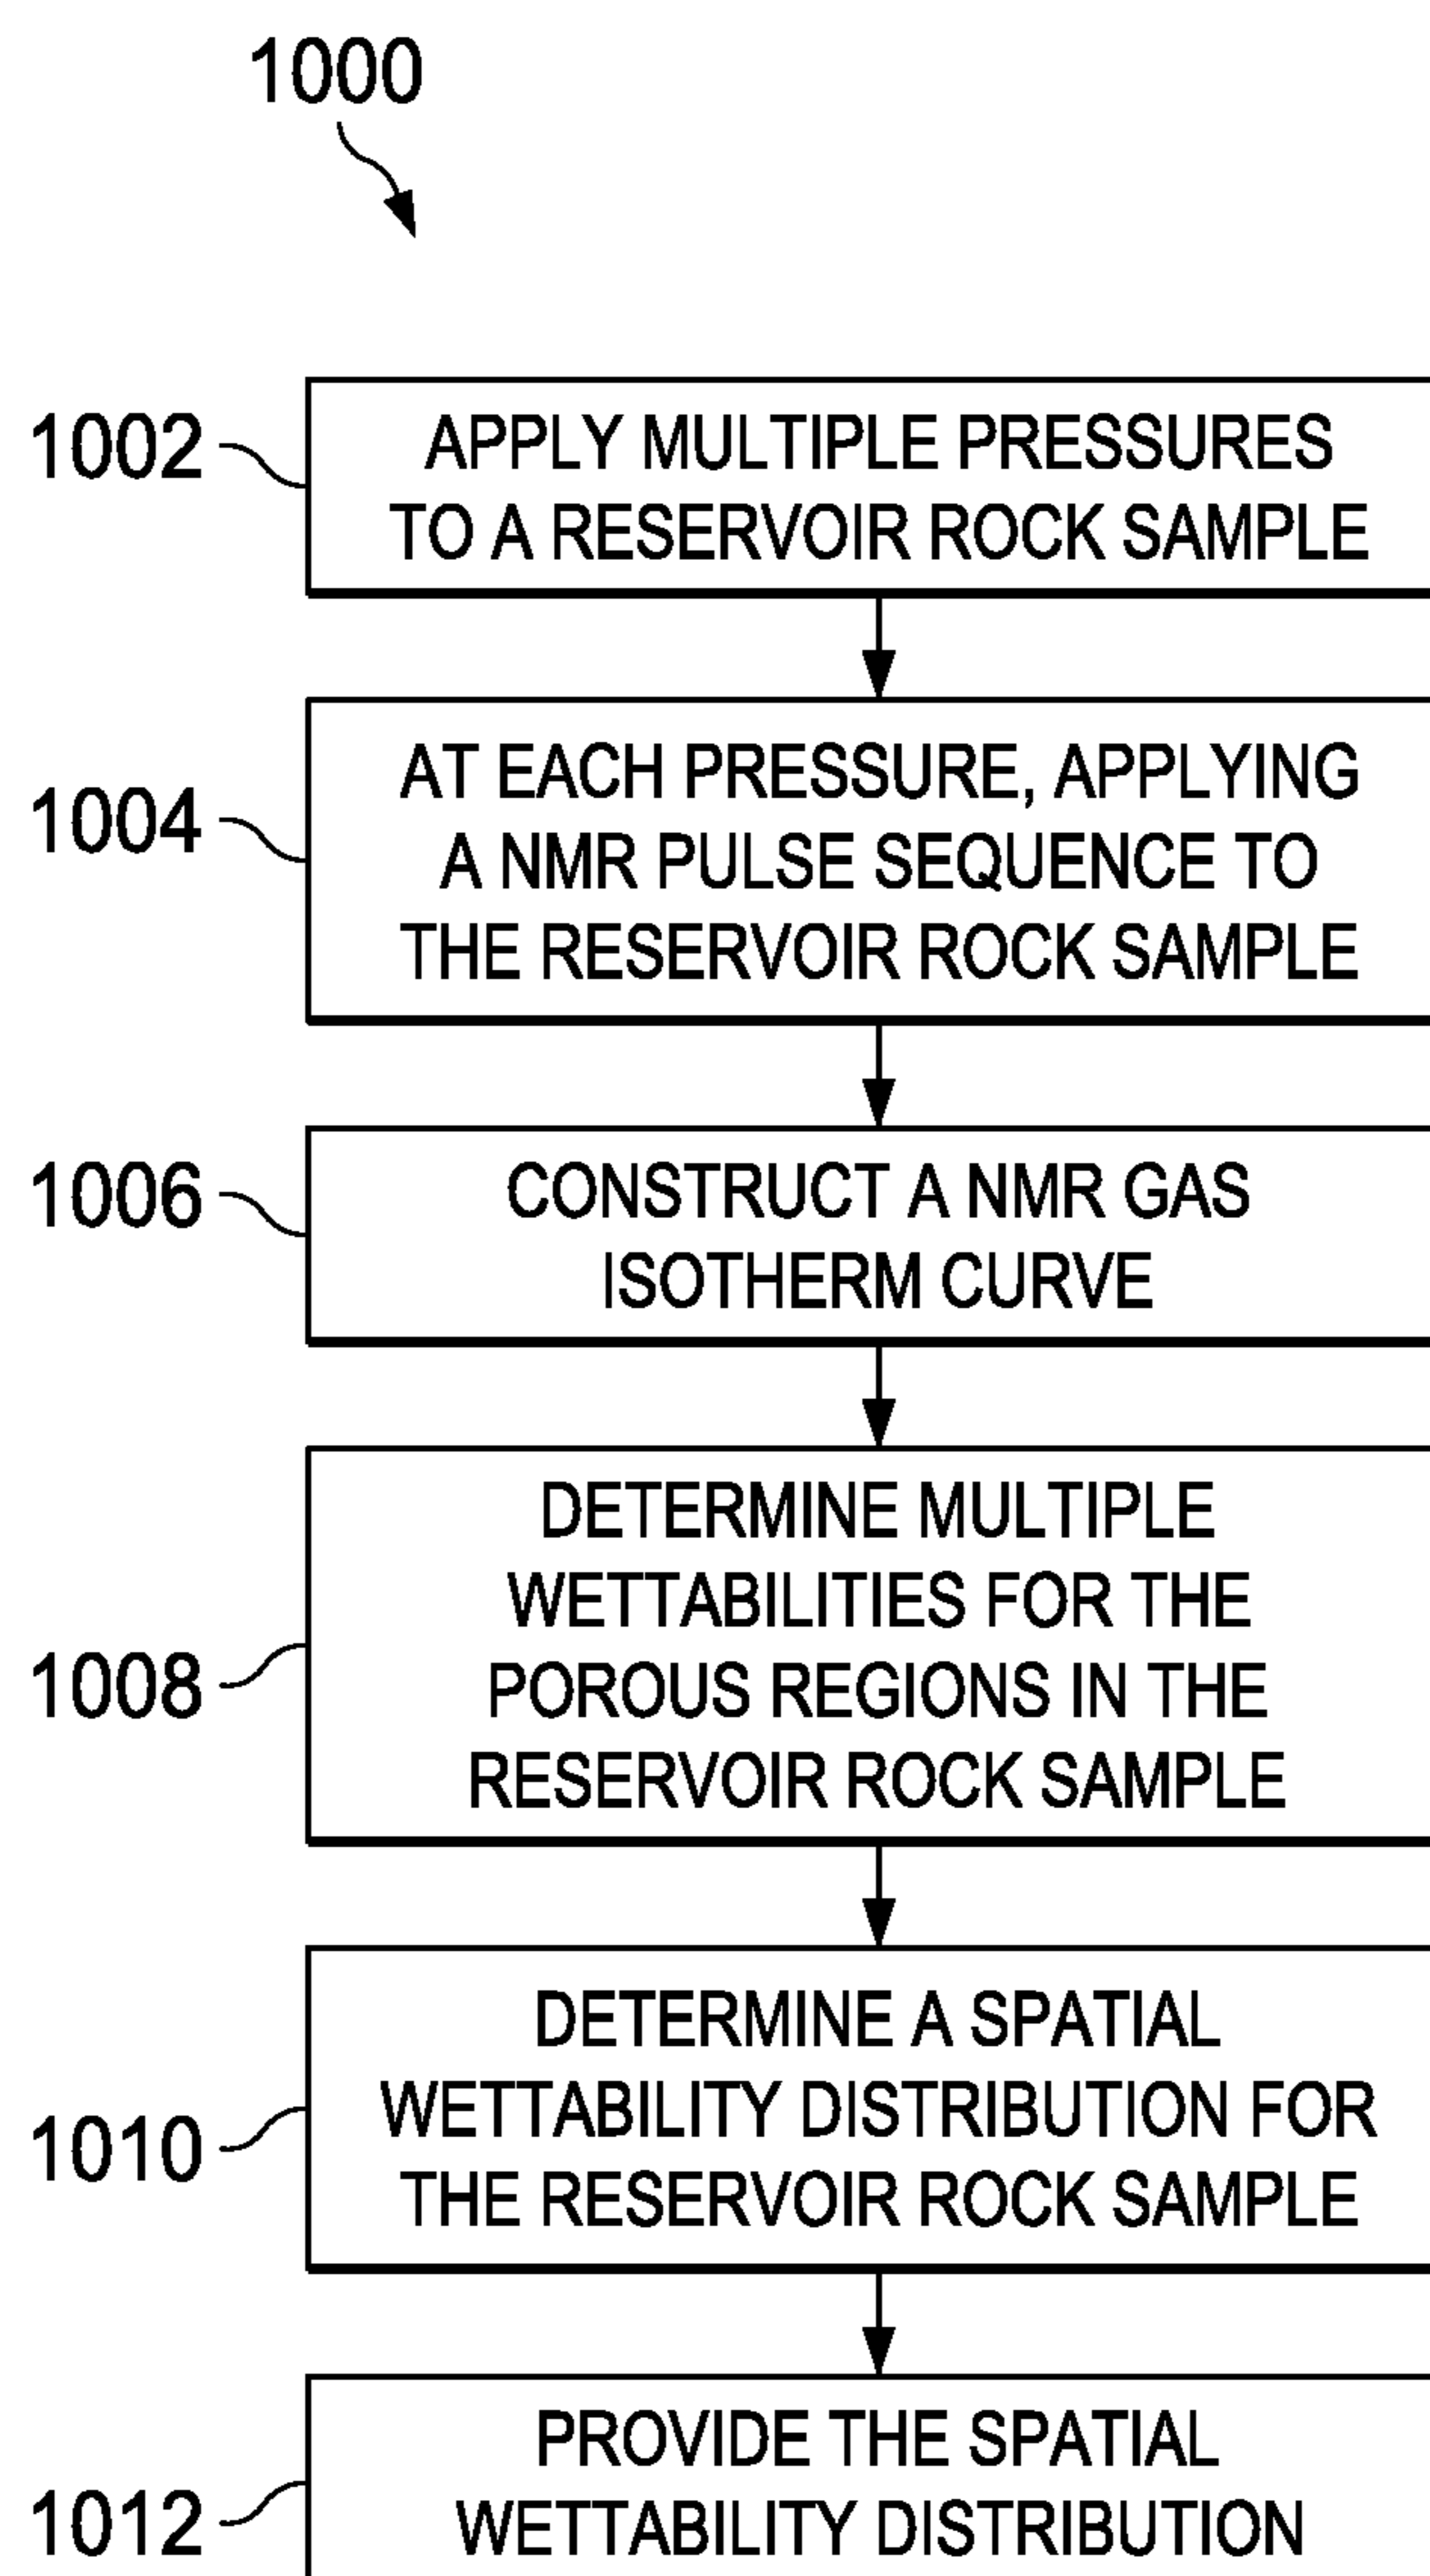 1000
1002
APPLY MULTIPLE PRESSURES
TO A RESERVOIR ROCK SAMPLE
1004
AT EACH PRESSURE, APPLYING
A NMR PULSE SEQUENCE TO
THE RESERVOIR ROCK SAMPLE
1006
CONSTRUCT A NMR GAS
ISOTHERM CURVE
1008
DETERMINE MULTIPLE
WETTABILITIES FOR THE
POROUS REGIONS IN THE
RESERVOIR ROCK SAMPLE
1010
DETERMINE A SPATIAL
WETTABILITY DISTRIBUTION FOR
THE RESERVOIR ROCK SAMPLE
1012
PROVIDE THE SPATIAL
WETTABILITY DISTRIBUTION